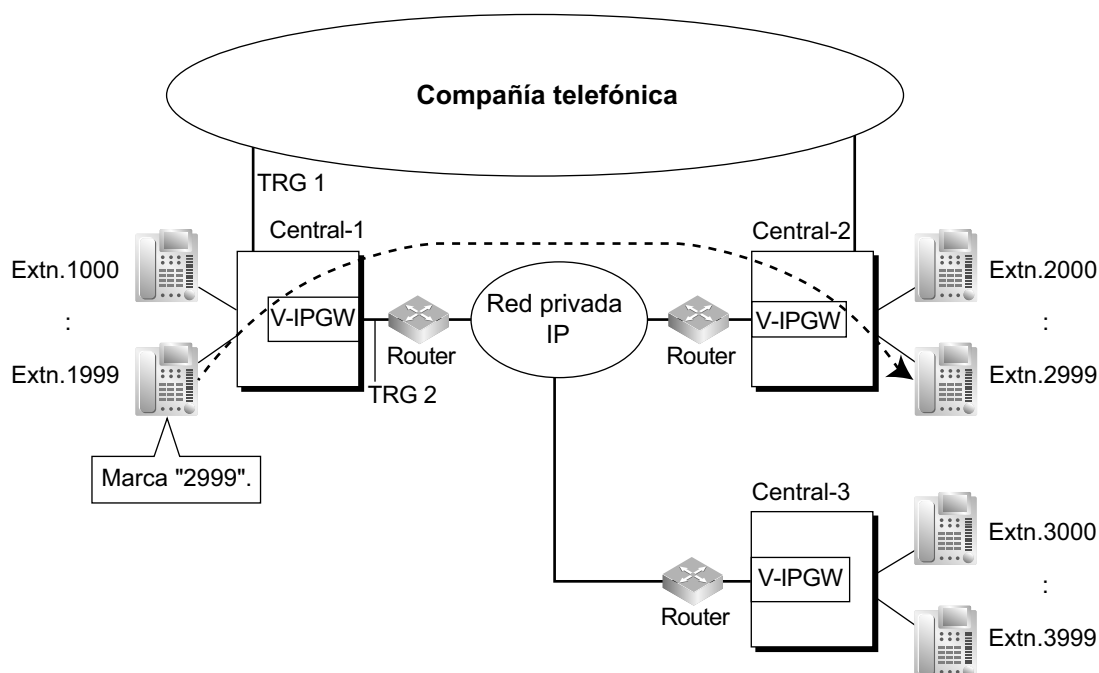 Compañía telefónica
TRG 1
Central-1
Central-2
Extn.1000
:
Extn.1999
V-IPGW
Router
TRG 2
Red privada
IP
Router
V-IPGW
Extn.2000
:
Extn.2999
Marca "2999".
Central-3
V-IPGW
Router
Extn.3000
:
Extn.3999